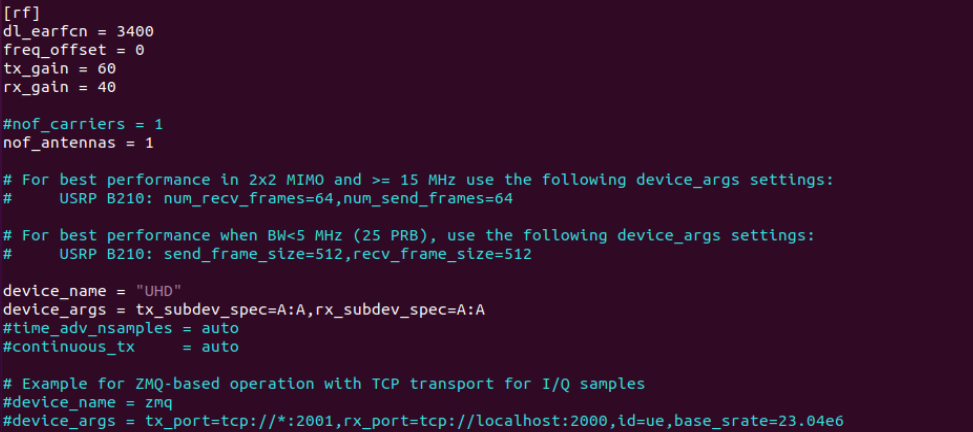 [rf]
dl_earfcn = 3400
freq_offset = 0
tx_gain = 60
rx_gain = 40
#nof_carriers = 1
nof_antennas = 1
# For best performance in 2x2 MIMO and >= 15 MHz use the following device_args settings:
#     USRP B210: num_recv_frames=64,num_send_frames=64
# For best performance when BW<5 MHz (25 PRB), use the following device_args settings:
#     USRP B210: send_frame_size=512,recv_frame_size=512
device_name = "UHD"
device_args = tx_subdev_spec=A:A,rx_subdev_spec=A:A
#time_adv_nsamples = auto
#continuous_tx     = auto
# Example for ZMQ-based operation with TCP transport for I/Q samples
#device_name = zmq
#device_args = tx_port=tcp://*:2001,rx_port=tcp://localhost:2000,id=ue,base_srate=23.04e6